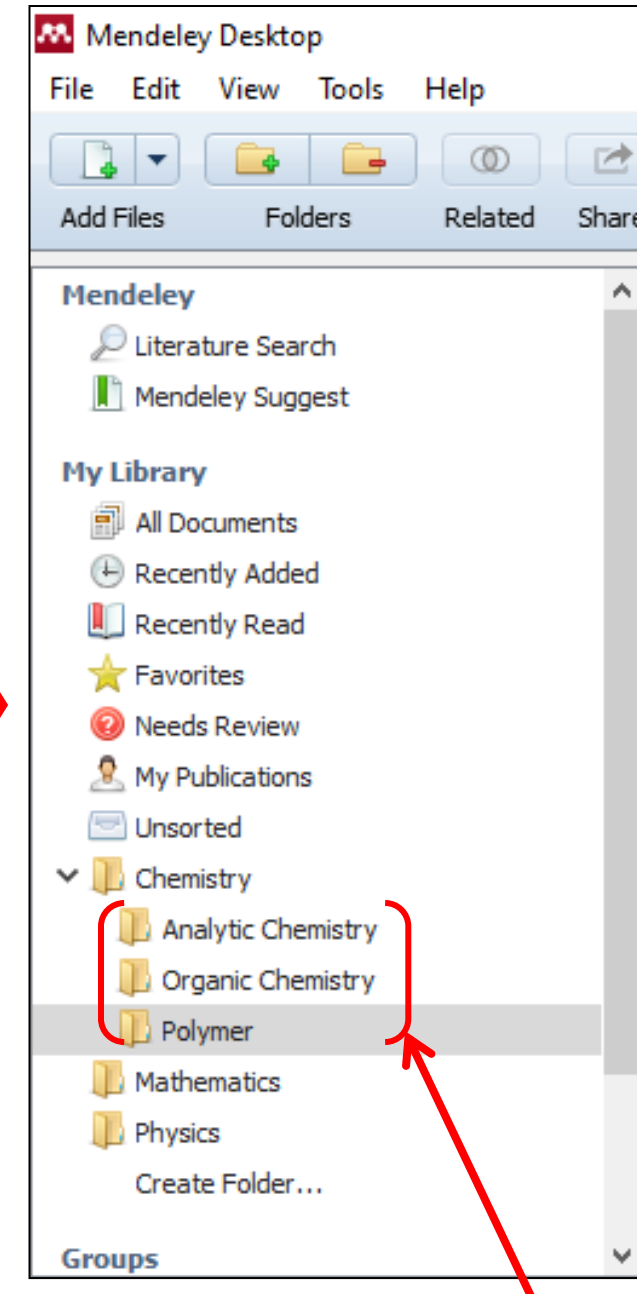 Mendeley Desktop
File Edit View Tools Help
Add Files Folders Related Share
Mendeley
Literature Search
Mendeley Suggest
My Library
All Documents
Recently Added
Recently Read
Favorites
Needs Review
My Publications
Unsorted
Chemistry
Analytic Chemistry
Organic Chemistry
Polymer
Mathematics
Physics
Create Folder...
Groups